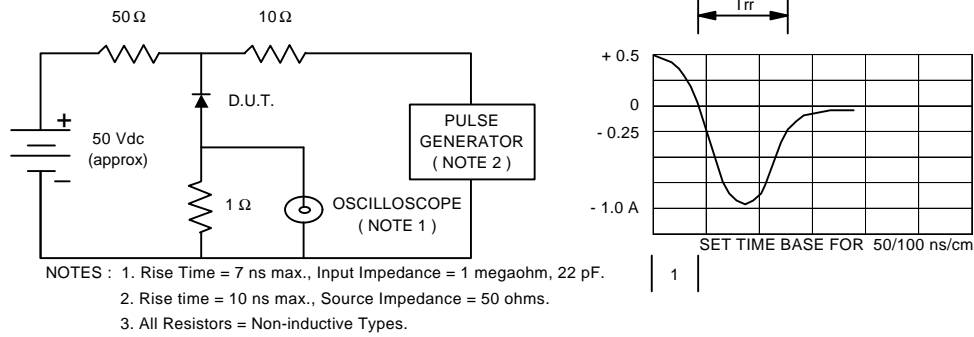 50 Ω
10 Ω
Trr
+ 0.5
D.U.T.
0
+
50 Vdc
(approx)
PULSE
GENERATOR
( NOTE 2 )
- 0.25
−
1 Ω
OSCILLOSCOPE
( NOTE 1 )
- 1.0 A
SET TIME BASE FOR 50/100 ns/cm
NOTES : 1. Rise Time = 7 ns max., Input Impedance = 1 megaohm, 22 pF.
1
2. Rise time = 10 ns max., Source Impedance = 50 ohms.
3. All Resistors = Non-inductive Types.